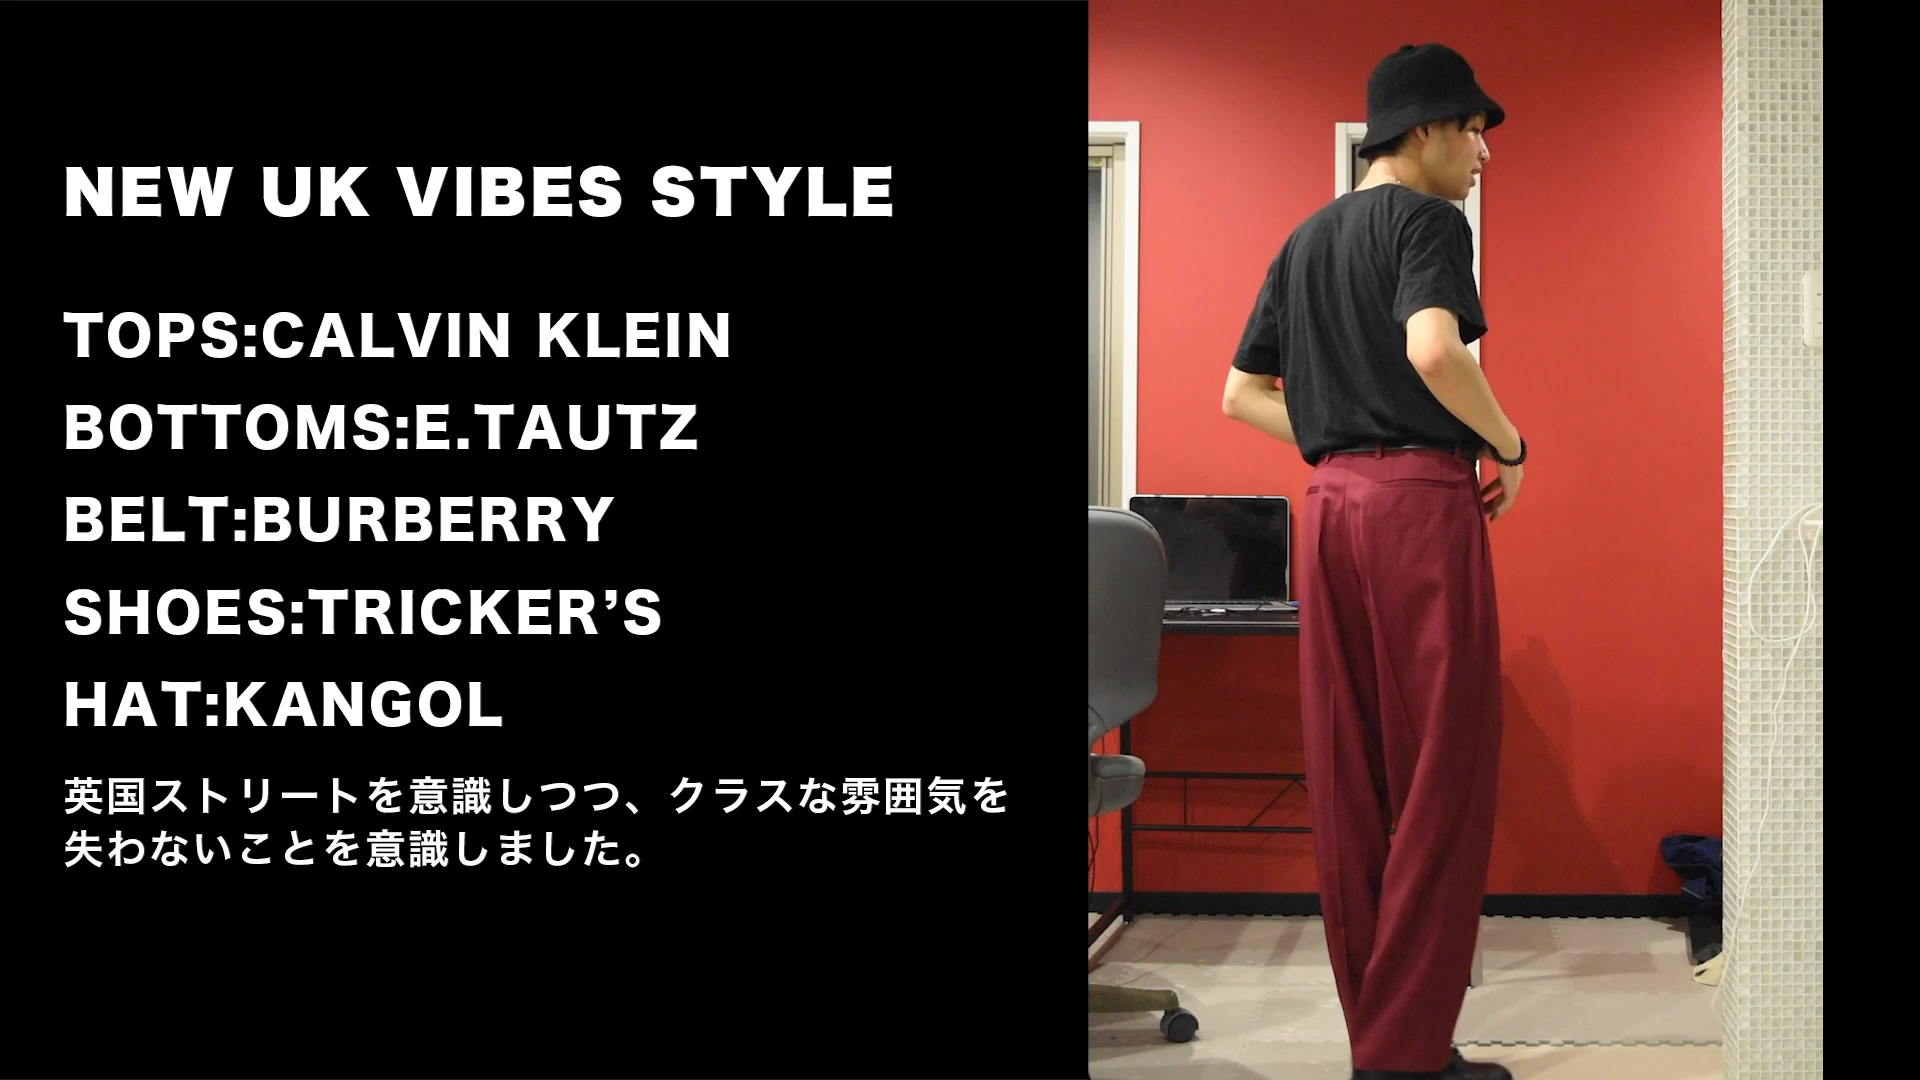 NEW UK VIBES STYLE
TOPS:CALVIN KLEIN
BOTTOMS:E.TAUTZ
BELT:BURBERRY
SHOES:TRICKER’S
HAT:KANGOL
英国ストリートを意識しつつ、クラスな雰囲気を
失わないことを意識しました。